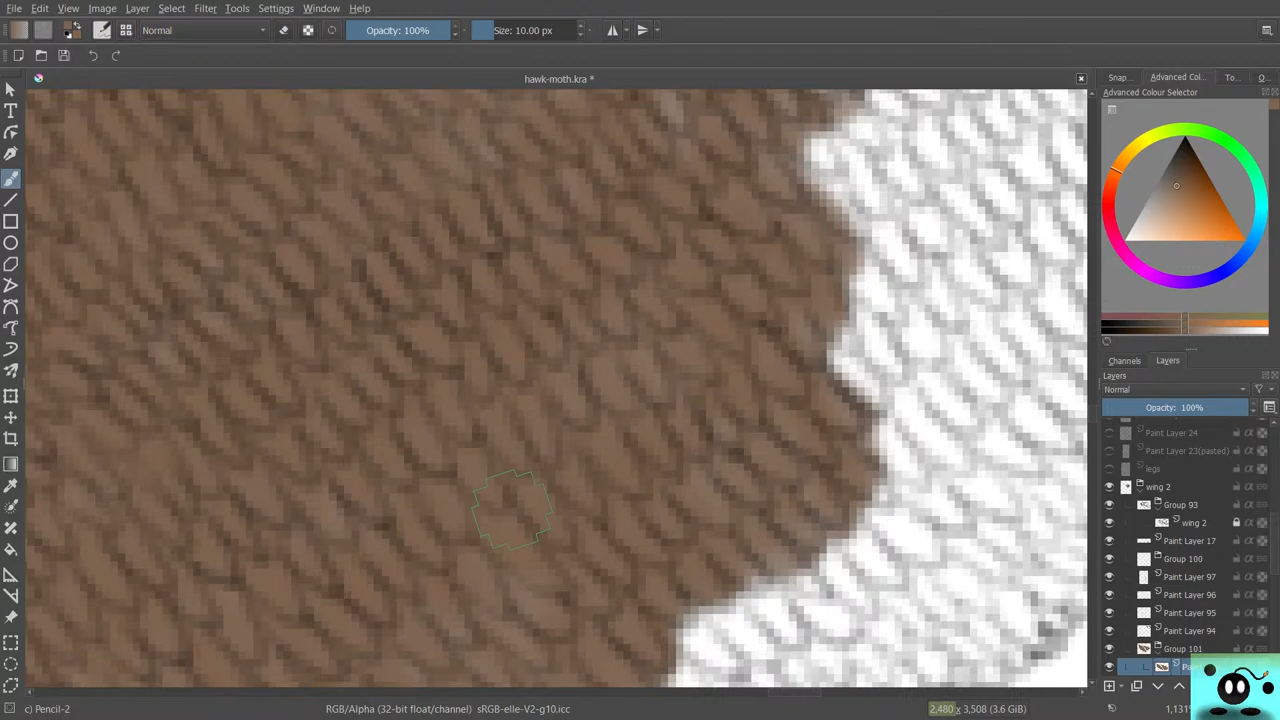 File Edit View Image Layer Select Filter Tools Settings Window Help
Normal Opacity: 100% Size: 10.00 px
hawk-moth.kra *
Snap... Advanced Col... To... O...
Advanced Colour Selector
Channels Layers
Layers
Normal
Opacity: 100%
Paint Layer 24
Paint Layer 23(pasted)
legs
wing 2
Group 93
wing 2
Paint Layer 17
Group 100
Paint Layer 97
Paint Layer 96
Paint Layer 95
Paint Layer 94
Group 101
c) Pencil-2 RGB/Alpha (32-bit float/channel) sRGB-elle-V2-g10.icc 2,480 x 3,508 (3.6 GiB)